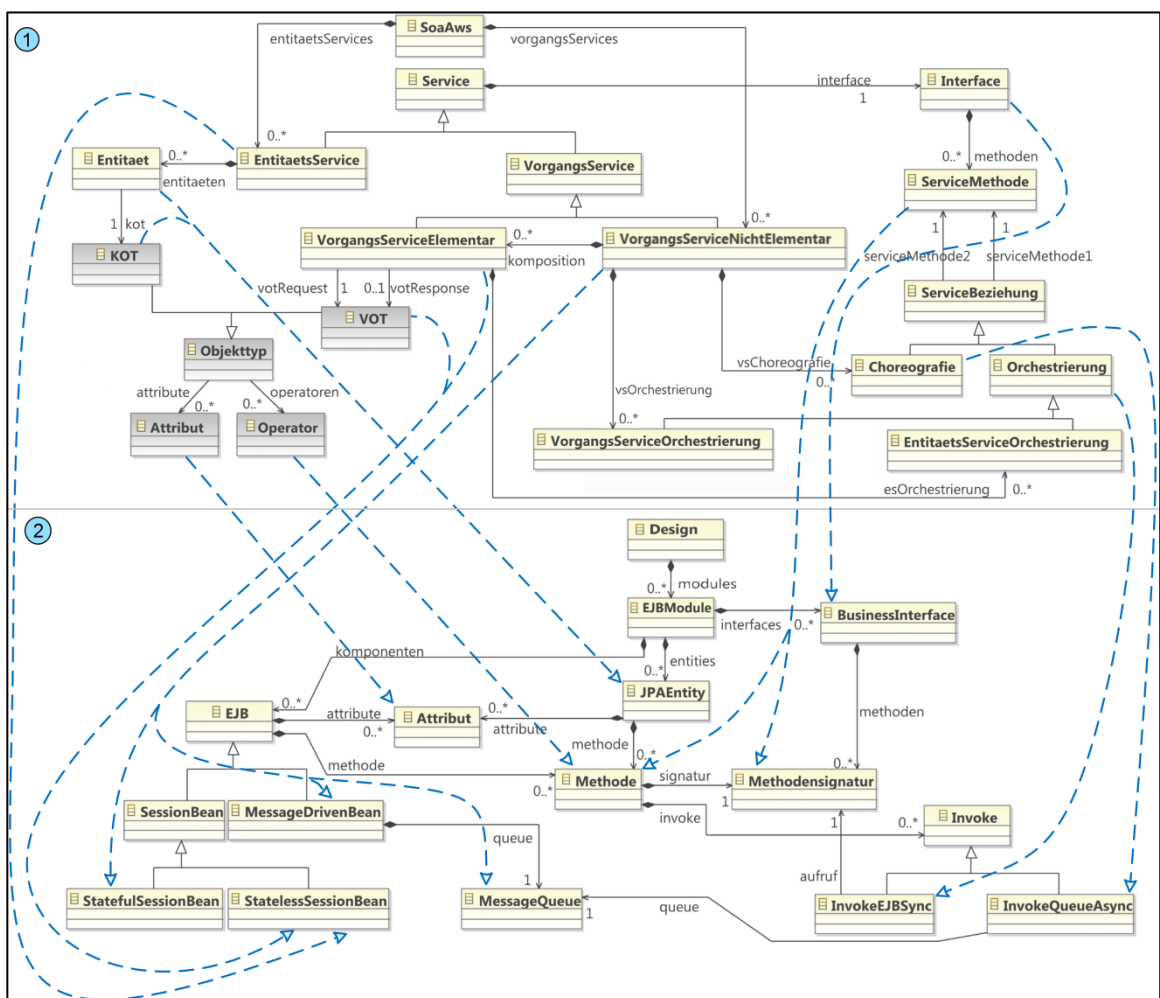 1
SoaAws
entitaetsServices
vorgangsServices
Service
interface
1
Interface
0..*
0..*
methoden
Entitaet
0..*
entitaeten
EntitaetsService
VorgangsService
ServiceMethode
1 kot
0..*
1
1
KOT
VorgangsServiceElementar
0..*
komposition
VorgangsServiceNichtElementar
serviceMethode2
serviceMethode1
votRequest
1
0..1
votResponse
ServiceBeziehung
VOT
Objekttyp
vsChoreografie
0..*
Choreografie
Orchestrierung
attribute
operatoren
vsOrchestrierung
0..*
0..*
0..*
Attribut
Operator
VorgangsServiceOrchestrierung
EntitaetsServiceOrchestrierung
esOrchestrierung
0..*
2
Design
0..*
modules
EJBModule
interfaces
0..*
BusinessInterface
komponenten
0..*
entities
0..*
EJB
attribute
0..*
Attribut
0..*
attribute
JPAEntity
methoden
methode
methode
0..*
0..*
0..*
Methode
signatur
1
Methodensignatur
invoke
SessionBean
MessageDrivenBean
1
0..*
Invoke
queue
aufruf
1
StatefulSessionBean
StatelessSessionBean
MessageQueue
1
queue
InvokeEJBSync
InvokeQueueAsync